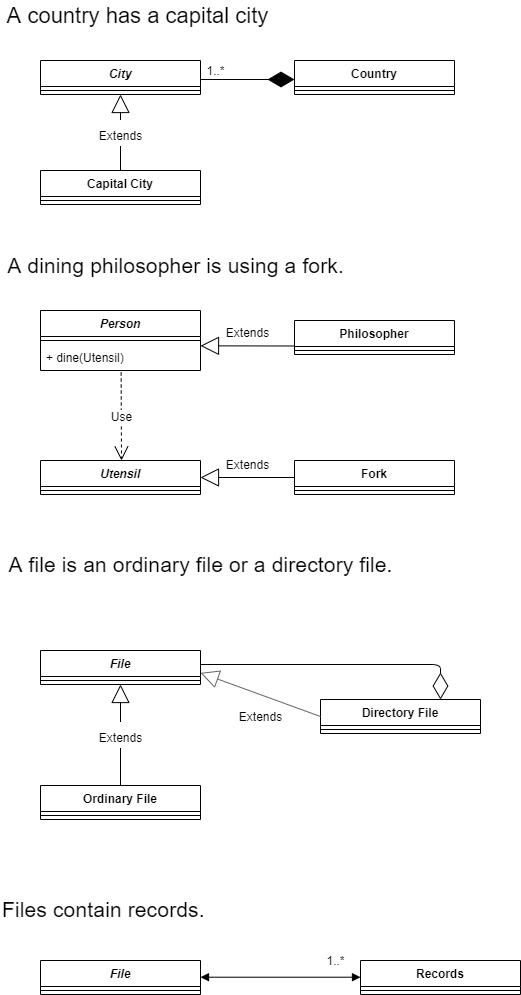 A country has a capital city
City
1..*
Country
Extends
Capital City
A dining philosopher is using a fork.
Person
+ dine(Utensil)
Extends
Philosopher
Use
Utensil
Extends
Fork
A file is an ordinary file or a directory file.
File
Directory File
Extends
Extends
Ordinary File
Files contain records.
File
1..*
Records